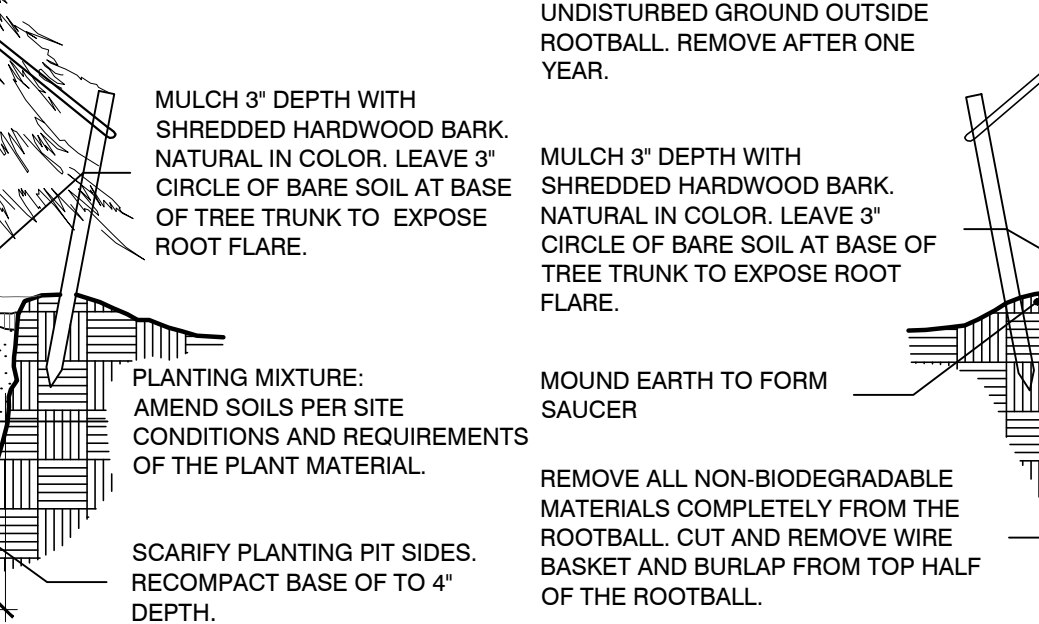 MULCH 3" DEPTH WITH
SHREDDED HARDWOOD BARK.
NATURAL IN COLOR. LEAVE 3"
CIRCLE OF BARE SOIL AT BASE
OF TREE TRUNK TO  EXPOSE
ROOT FLARE.
PLANTING MIXTURE:
AMEND SOILS PER SITE
CONDITIONS AND REQUIREMENTS
OF THE PLANT MATERIAL.
SCARIFY PLANTING PIT SIDES.
RECOMPACT BASE OF TO 4"
DEPTH.
UNDISTURBED GROUND OUTSIDE
ROOTBALL. REMOVE AFTER ONE
YEAR.
MULCH 3" DEPTH WITH
SHREDDED HARDWOOD BARK.
NATURAL IN COLOR. LEAVE 3"
CIRCLE OF BARE SOIL AT BASE OF
TREE TRUNK TO EXPOSE ROOT
FLARE.
MOUND EARTH TO FORM
SAUCER
REMOVE ALL NON-BIODEGRADABLE
MATERIALS COMPLETELY FROM THE
ROOTBALL. CUT AND REMOVE WIRE
BASKET AND BURLAP FROM TOP HALF
OF THE ROOTBALL.